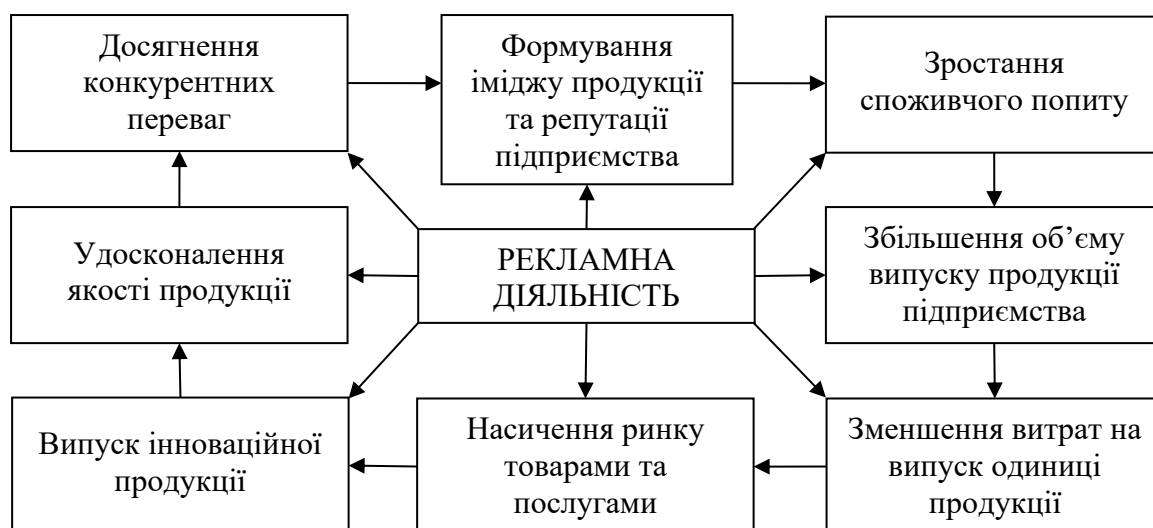 Досягнення
конкурентних
переваг
Формування
іміджу продукції
та репутації
підприємства
Зростання
споживчого попиту
Удосконалення
якості продукції
РЕКЛАМНА
ДІЯЛЬНІСТЬ
Збільшення об’єму
випуску продукції
підприємства
Випуск інноваційної
продукції
Насичення ринку
товарами та
послугами
Зменшення витрат на
випуск одиниці
продукції